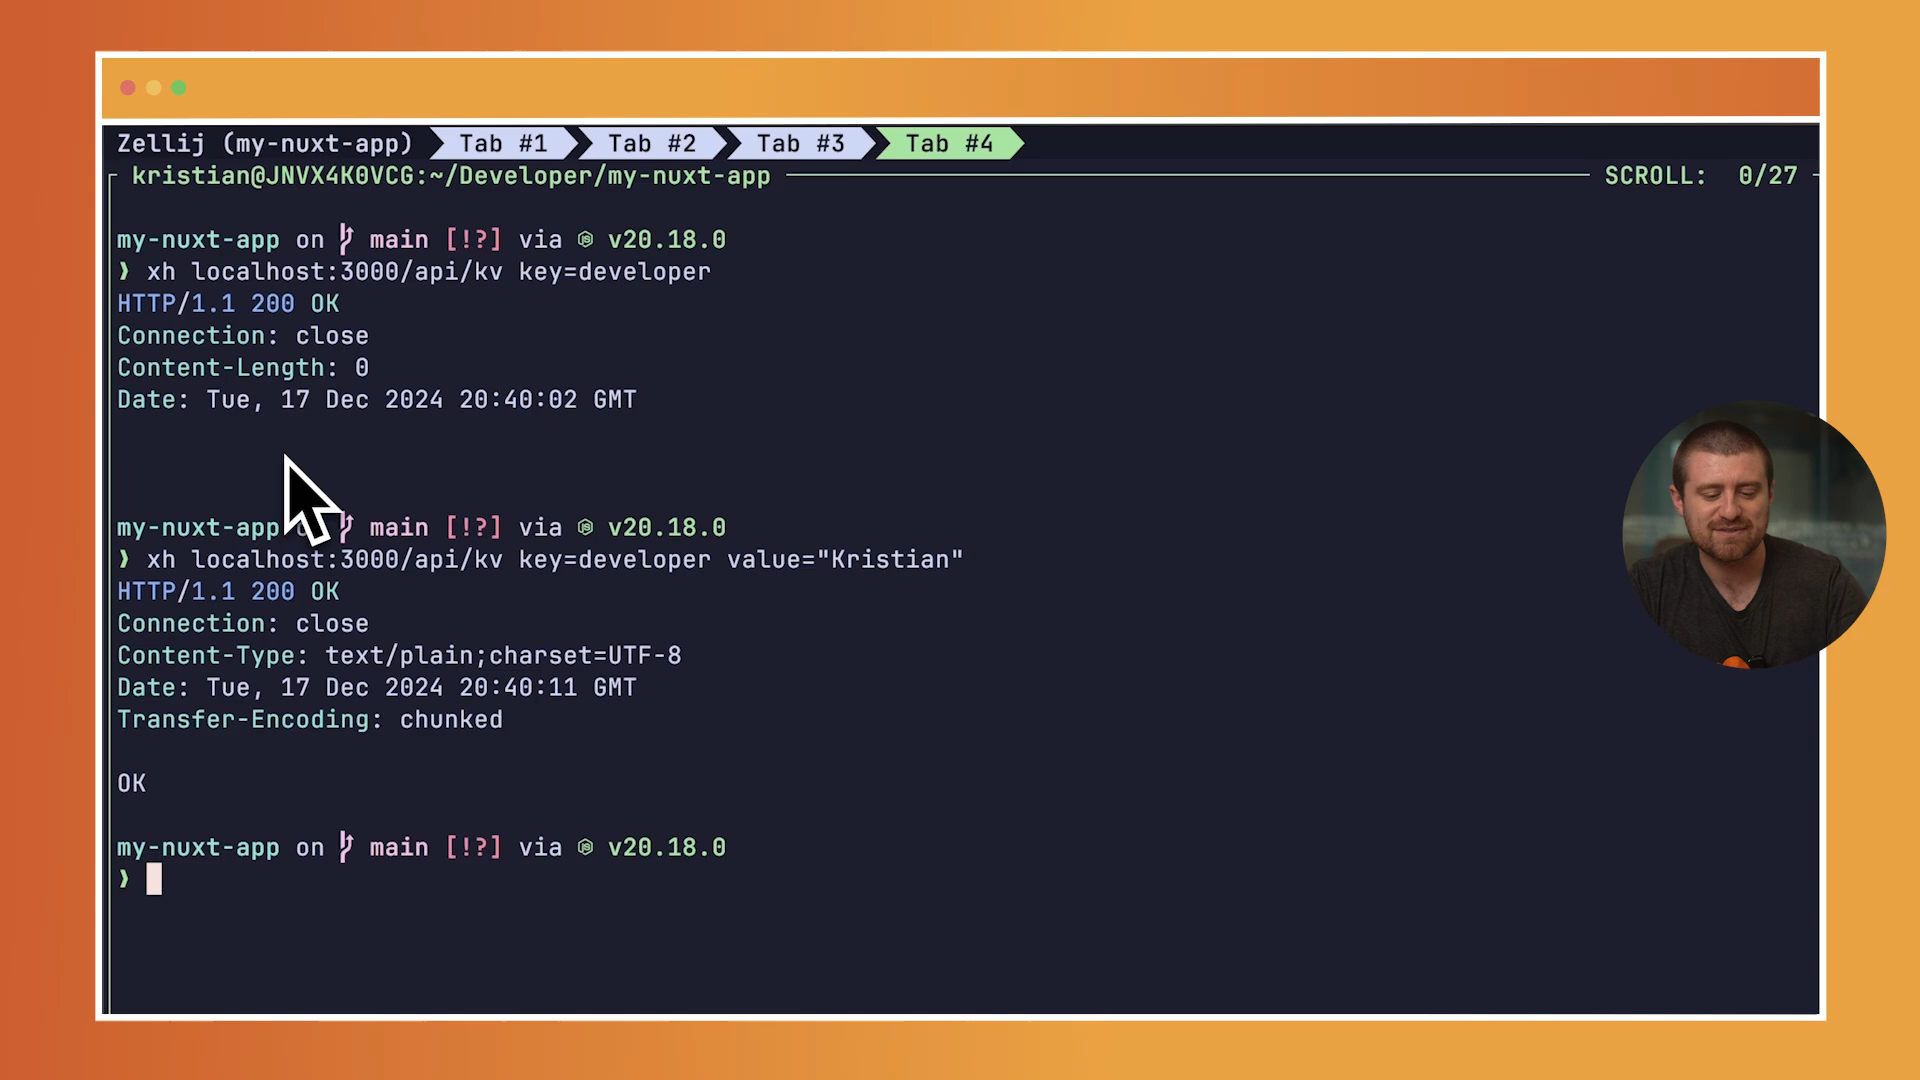 Zellij (my-nuxt-app) Tab #1 Tab #2 Tab #3 Tab #4
kristian@JNVX4K0VCG:~/Developer/my-nuxt-app SCROLL: 0/27
my-nuxt-app on main [!?] via v20.18.0
❯ xh localhost:3000/api/kv key=developer
HTTP/1.1 200 OK
Connection: close
Content-Length: 0
Date: Tue, 17 Dec 2024 20:40:02 GMT
my-nuxt-app main [!?] via v20.18.0
❯ xh localhost:3000/api/kv key=developer value="Kristian"
HTTP/1.1 200 OK
Connection: close
Content-Type: text/plain;charset=UTF-8
Date: Tue, 17 Dec 2024 20:40:11 GMT
Transfer-Encoding: chunked
OK
my-nuxt-app on main [!?] via v20.18.0
❯